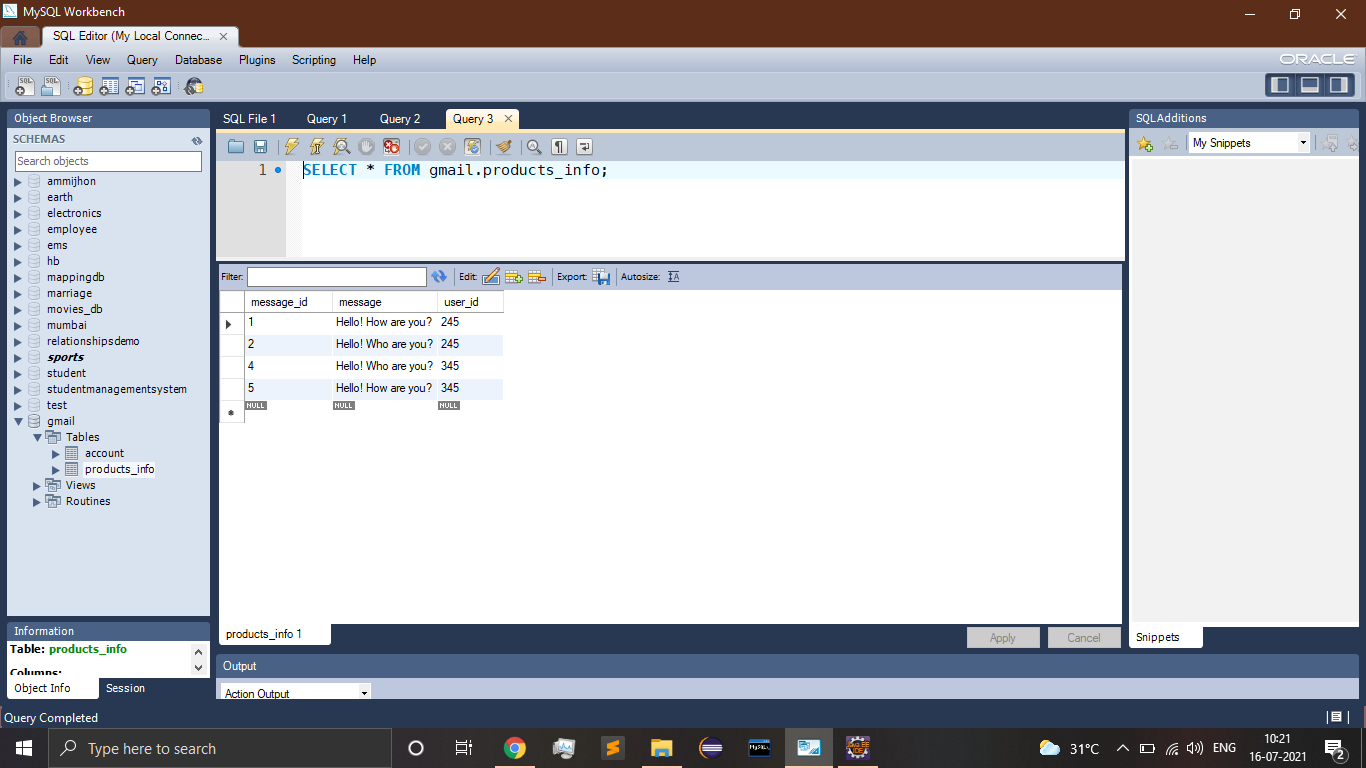 MySQL Workbench
SQL Editor (My Local Connec...
File Edit View Query Database Plugins Scripting Help
ORACLE
Object Browser
SCHEMAS
Search objects
ammijhon
earth
electronics
employee
ems
hb
mappingdb
marriage
movies_db
mumbai
relationshipsdemo
sports
student
studentmanagementsystem
test
gmail
Tables
account
products_info
Views
Routines
Information
Table: products_info
Columns:
Object Info Session
SQL File 1 Query 1 Query 2 Query 3
1 SELECT * FROM gmail.products_info;
Filter: Edit: Export: Autosize:
message_id message user_id
1 Hello! How are you? 245
2 Hello! Who are you? 245
4 Hello! Who are you? 345
5 Hello! How are you? 345
NULL NULL NULL
products_info 1
Apply Cancel
Output
Action Output
SQLAdditions
My Snippets
Snippets
Query Completed
Type here to search
31°C
ENG
10:21
16-07-2021
2